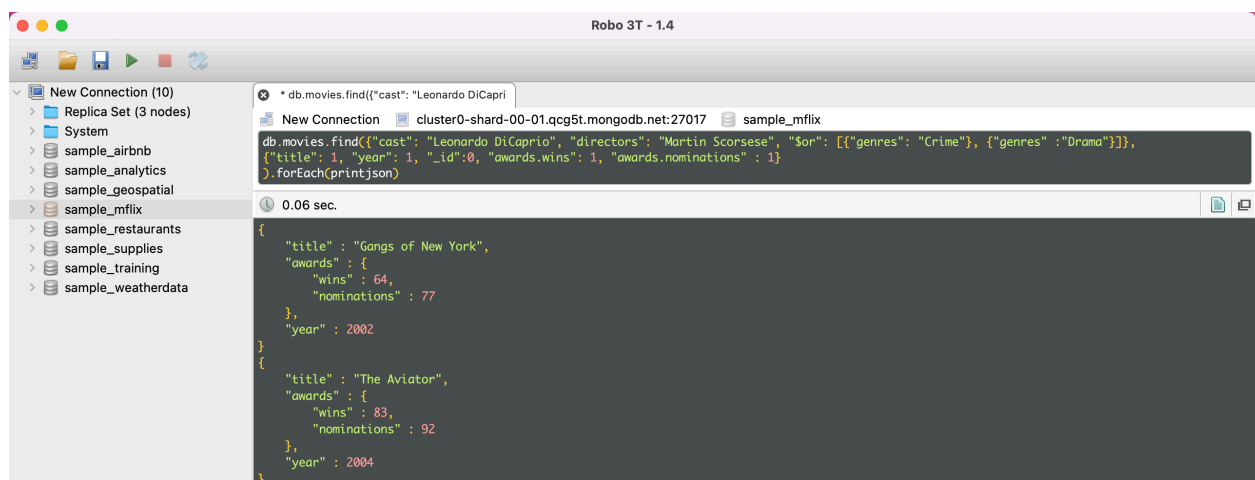 Robo 3T - 1.4
New Connection (10)
Replica Set (3 nodes)
System
sample_airbnb
sample_analytics
sample_geospatial
sample_mflix
sample_restaurants
sample_supplies
sample_training
sample_weatherdata
* db.movies.find({"cast": "Leonardo DiCapri
New Connection cluster0-shard-00-01.qcg5t.mongodb.net:27017 sample_mflix
db.movies.find({"cast": "Leonardo DiCaprio", "directors": "Martin Scorsese", "$or": [{"genres": "Crime"}, {"genres" :"Drama"}]},
{"title": 1, "year": 1, "_id":0, "awards.wins": 1, "awards.nominations" : 1}
).forEach(printjson)
0.06 sec.
{
"title" : "Gangs of New York",
"awards" : {
"wins" : 64,
"nominations" : 77
},
"year" : 2002
}
{
"title" : "The Aviator",
"awards" : {
"wins" : 83,
"nominations" : 92
},
"year" : 2004
}